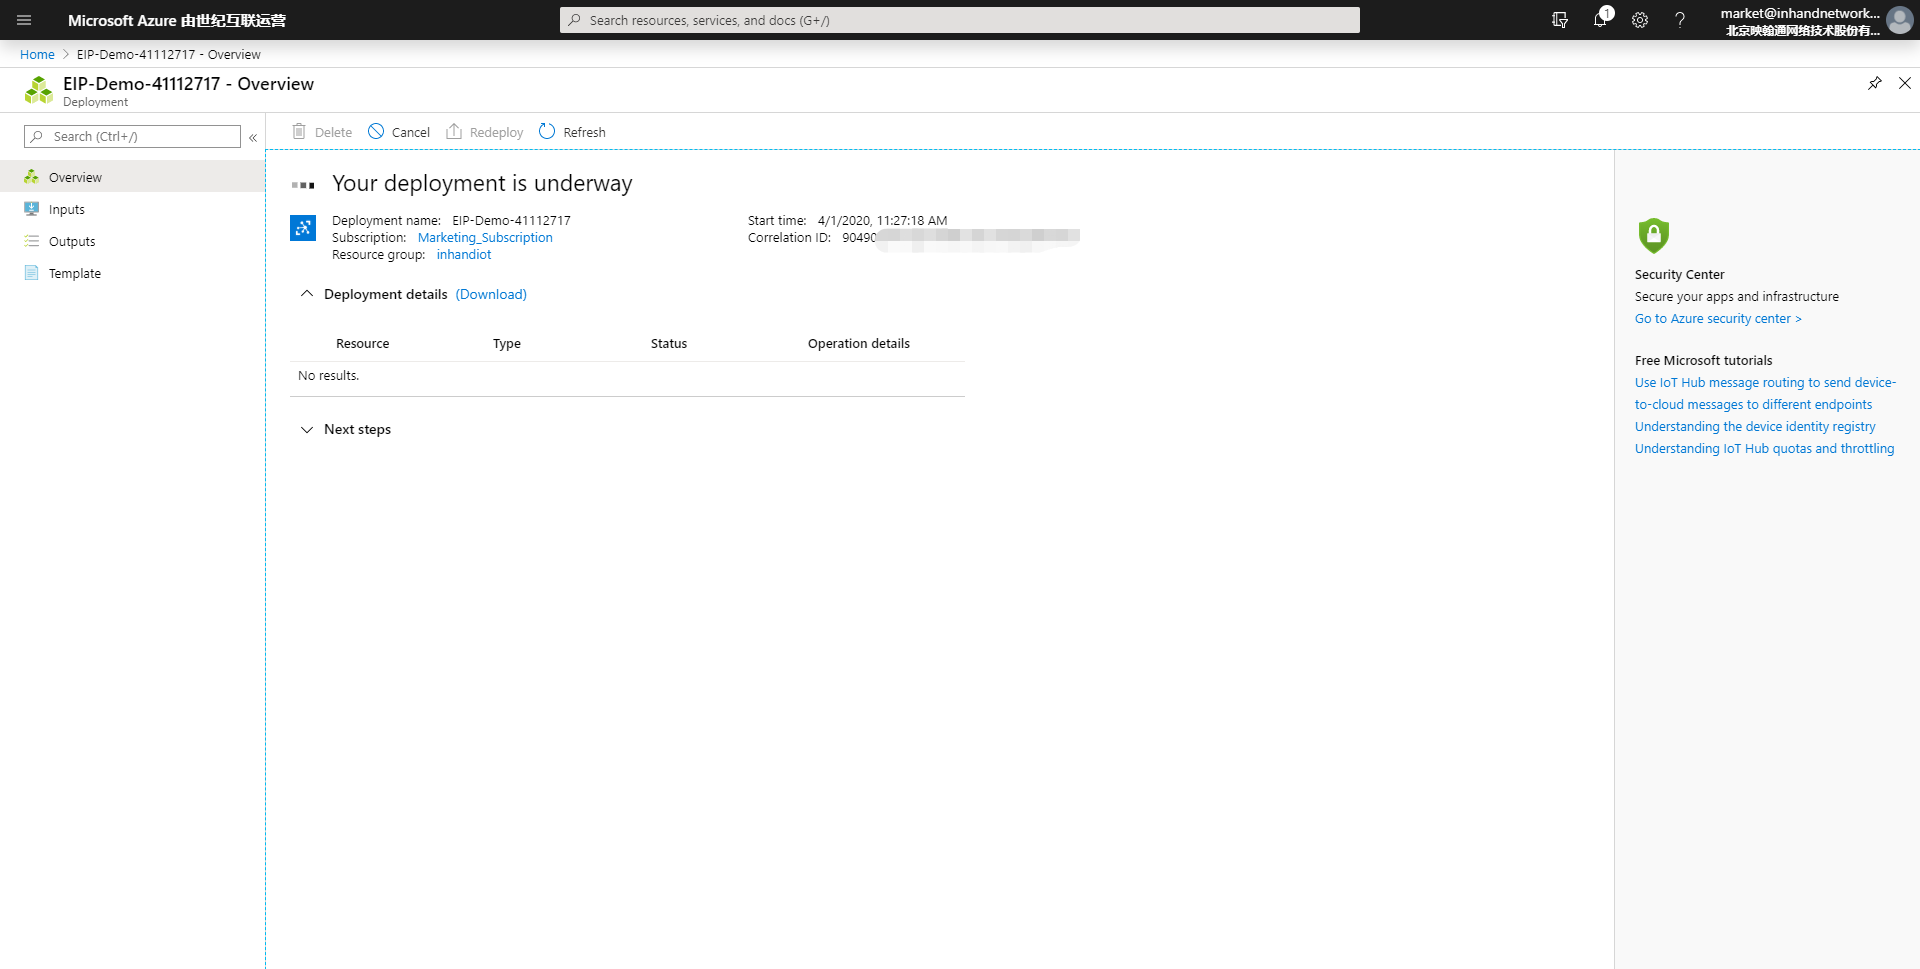 Microsoft Azure 由世纪互联运营
Search resources, services, and docs (G+/)
1
market@inhandnetwork...
北京映翰通网络技术股份有...
Home > EIP-Demo-41112717 - Overview
EIP-Demo-41112717 - Overview
Deployment
Search (Ctrl+/)
«
Delete Cancel Redeploy Refresh
Overview
Inputs
Outputs
Template
Your deployment is underway
Deployment name: EIP-Demo-41112717
Subscription: Marketing_Subscription
Resource group: inhandiot
Start time: 4/1/2020, 11:27:18 AM
Correlation ID: 90490
Deployment details (Download)
Resource Type Status Operation details
No results.
Next steps
Security Center
Secure your apps and infrastructure
Go to Azure security center >
Free Microsoft tutorials
Use IoT Hub message routing to send device-
to-cloud messages to different endpoints
Understanding the device identity registry
Understanding IoT Hub quotas and throttling